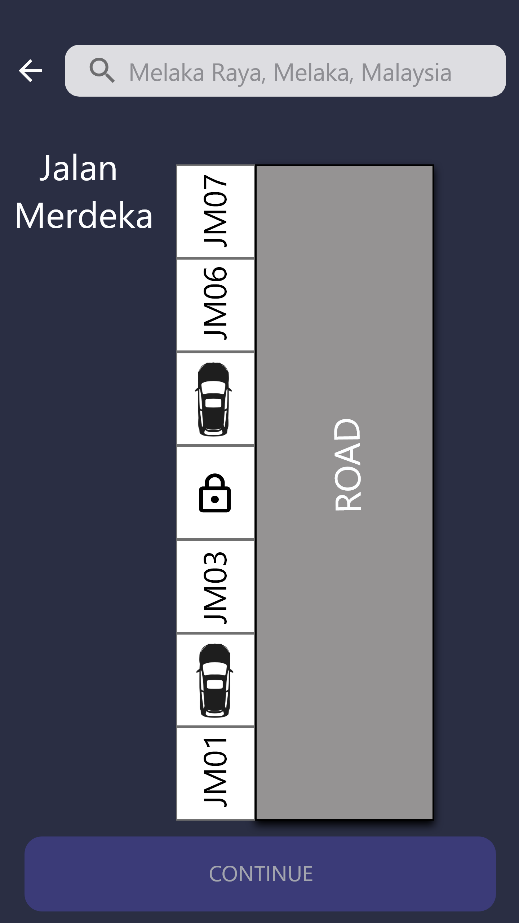 Melaka Raya, Melaka, Malaysia
Jalan
Merdeka
JM07
JM06
ROAD
JM03
JM01
CONTINUE